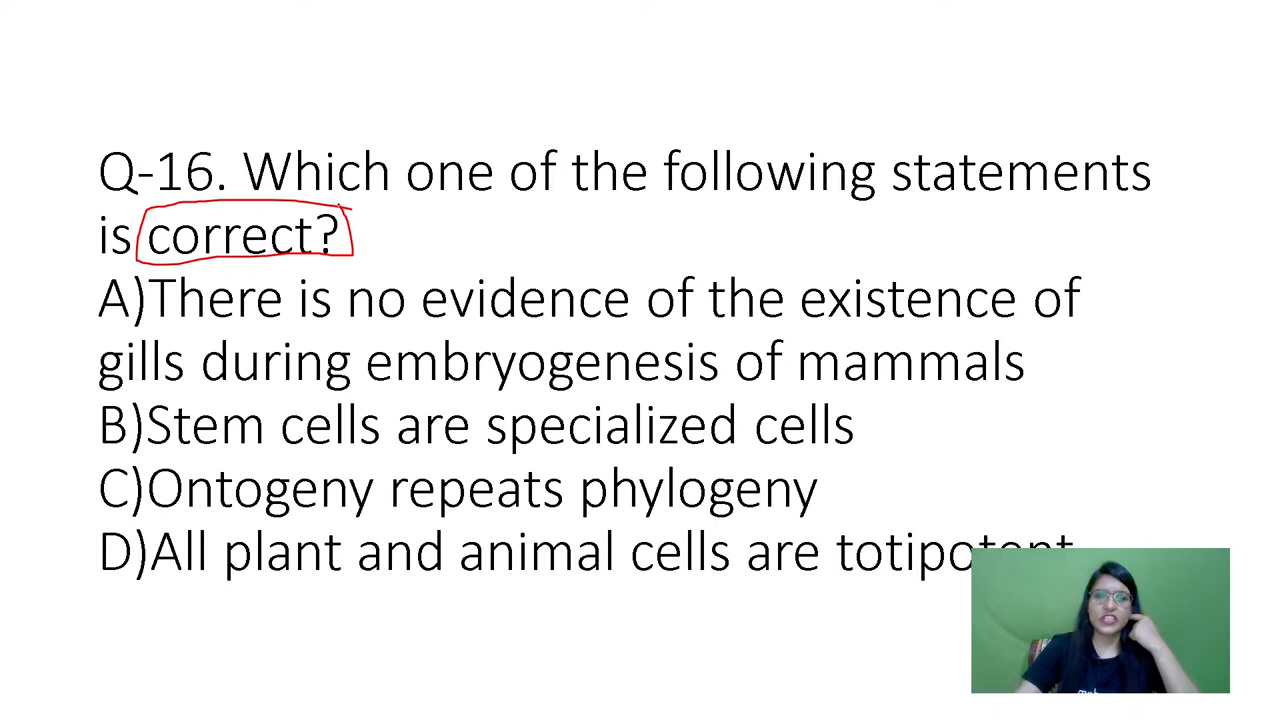 Q-16. Which one of the following statements
is correct?
A)There is no evidence of the existence of
gills during embryogenesis of mammals
B)Stem cells are specialized cells
C)Ontogeny repeats phylogeny
D)All plant and animal cells are totipotent